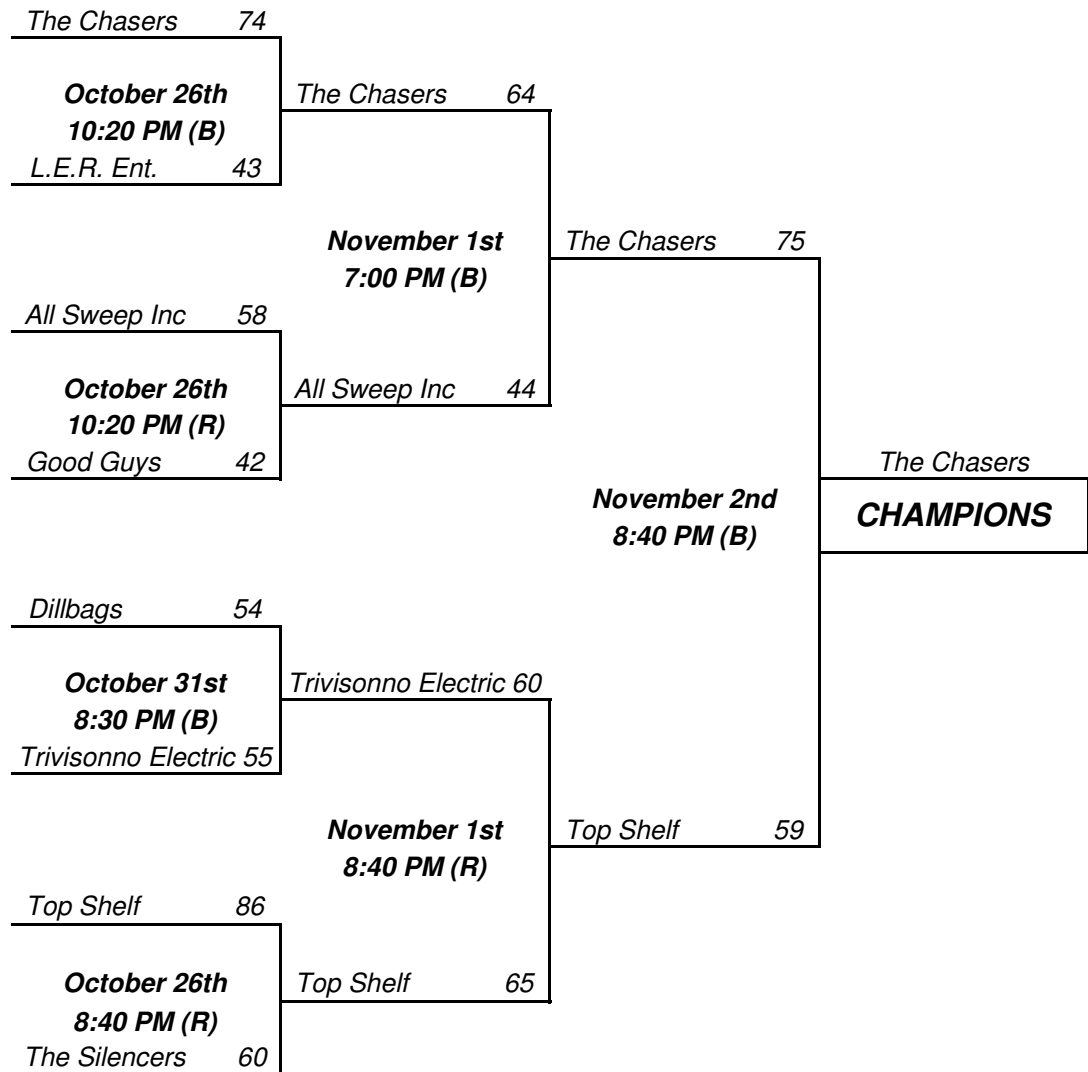 The Chasers 74
October 26th
10:20 PM (B)
L.E.R. Ent. 43
The Chasers 64
November 1st
7:00 PM (B)
All Sweep Inc 58
October 26th
10:20 PM (R)
Good Guys 42
All Sweep Inc 44
The Chasers 75
November 2nd
8:40 PM (B)
The Chasers
CHAMPIONS
Dillbags 54
October 31st
8:30 PM (B)
Trivisonno Electric 55
Trivisonno Electric 60
November 1st
8:40 PM (R)
Top Shelf 59
Top Shelf 86
October 26th
8:40 PM (R)
The Silencers 60
Top Shelf 65